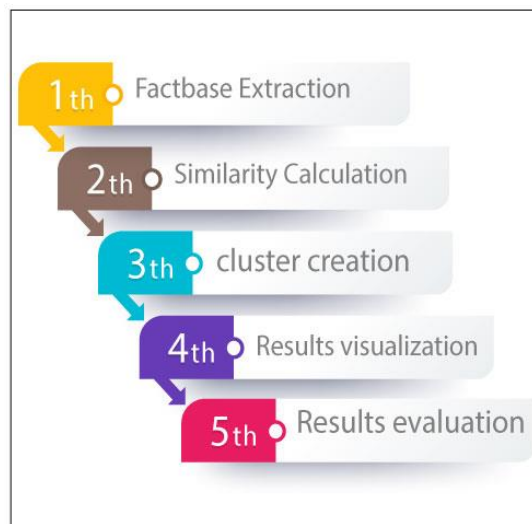 1th Factbase Extraction
2th Similarity Calculation
3th cluster creation
4th Results visualization
5th Results evaluation